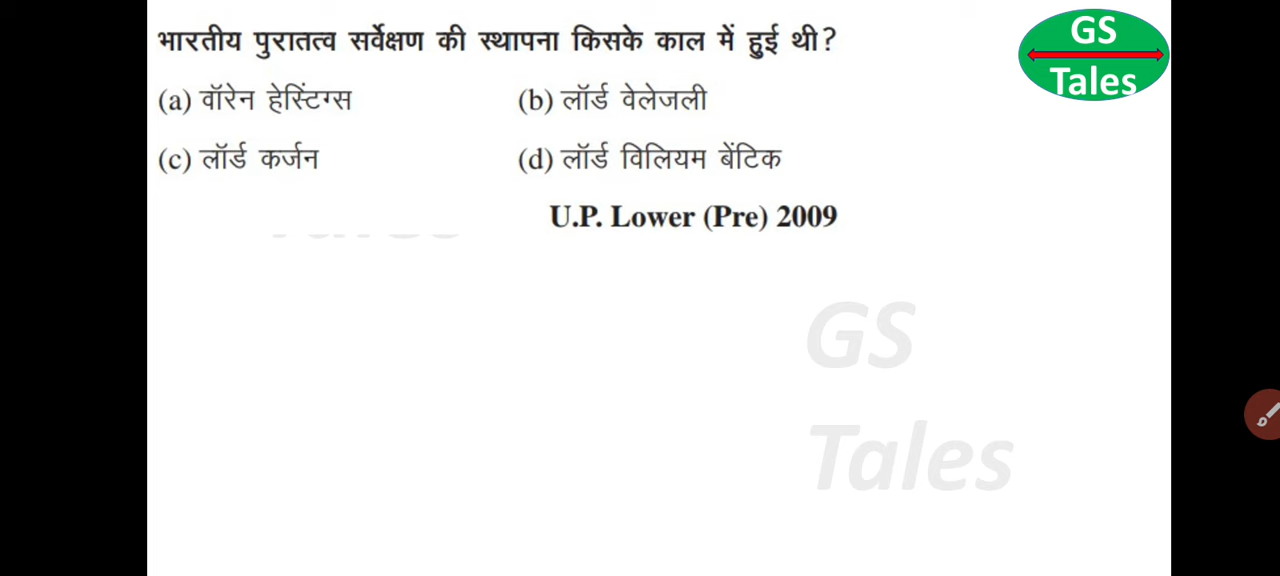 भारतीय पुरातत्व सर्वेक्षण की स्थापना किसके काल में हुई थी?
GS
Tales
(a) वॉरेन हेस्टिंग्स (b) लॉर्ड वेलेजली
(c) लॉर्ड कर्जन (d) लॉर्ड विलियम बेंटिक
U.P. Lower (Pre) 2009
GS
Tales